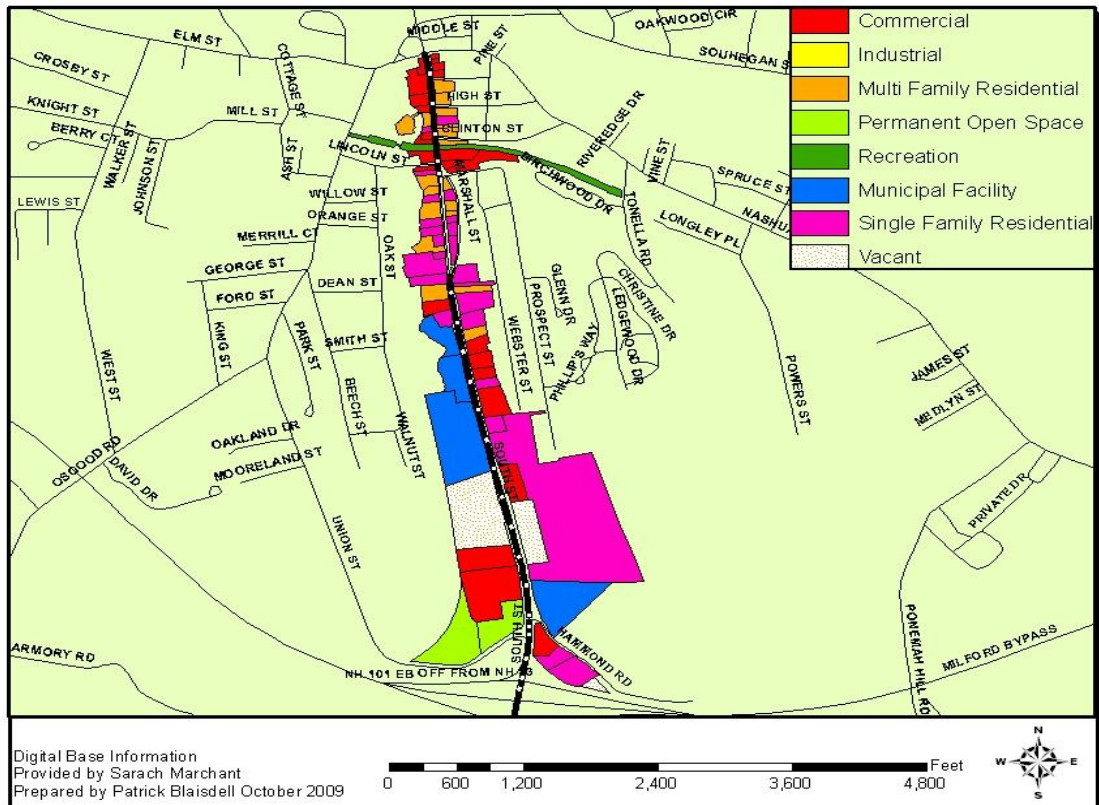 MIDDLE ST
OAKWOOD CIR
ELM ST
PINE ST
SOUHEGAN S
COTTAGE ST
CROSBY ST
HIGH ST
KNIGHT ST
MILL ST
RIVEREDGE DR
CLINTON ST
BERRY CT
WALKER ST
JOHNSON ST
ASH ST
LINCOLN ST
BIRCHWOOD DR
VINE ST
SPRUCE ST
MARSHALL ST
WILLOW ST
LEWIS ST
ORANGE ST
TONELLA RD
LONGLEY PL
NASHUA
MERRILL CT
OAK ST
GEORGE ST
DEAN ST
FORD ST
GLENN DR
CHRISTINE DR
LEDGEWOOD DR
PROSPECT ST
WEBSTER ST
PHILLIP'S WAY
KING ST
PARK ST
SMITH ST
WEST ST
BEECH ST
WALNUT ST
POWERS ST
JAMES ST
MEDLYN ST
OAKLAND DR
OSGOOD RD
DAVID DR
MOORELAND ST
SOUTH ST
UNION ST
PRIVATE DR
SOUTH ST
HAMMOND RD
PONEMAH HILL RD
MILFORD BYPASS
ARMORY RD
NH 101 EB OFF FROM NH 13
Commercial
Industrial
Multi Family Residential
Permanent Open Space
Recreation
Municipal Facility
Single Family Residential
Vacant
Digital Base Information
Provided by Sarach Marchant
Prepared by Patrick Blaisdell October 2009
0 600 1,200 2,400 3,600 4,800 Feet
N
W E
S